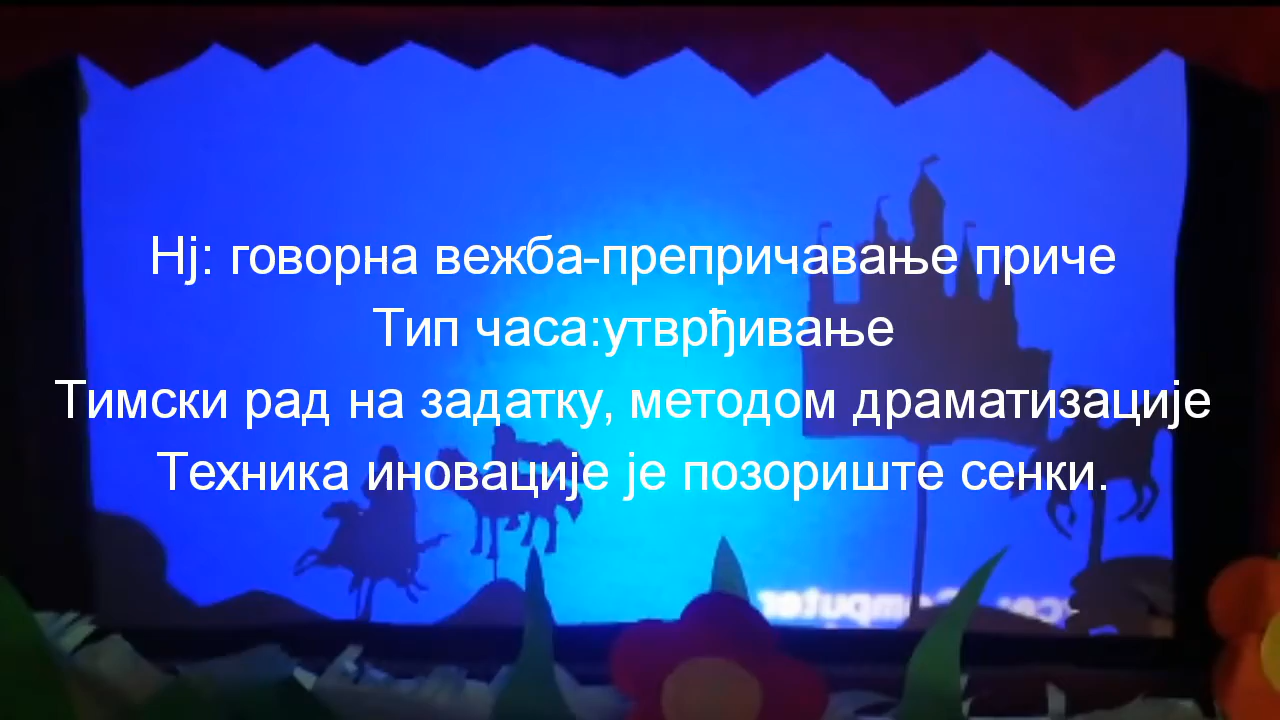 Нј: говорна вежба-препричавање приче
Тип часа:утврђивање
Тимски рад на задатку, методом драматизације
Техника иновације је позориште сенки.
Computer